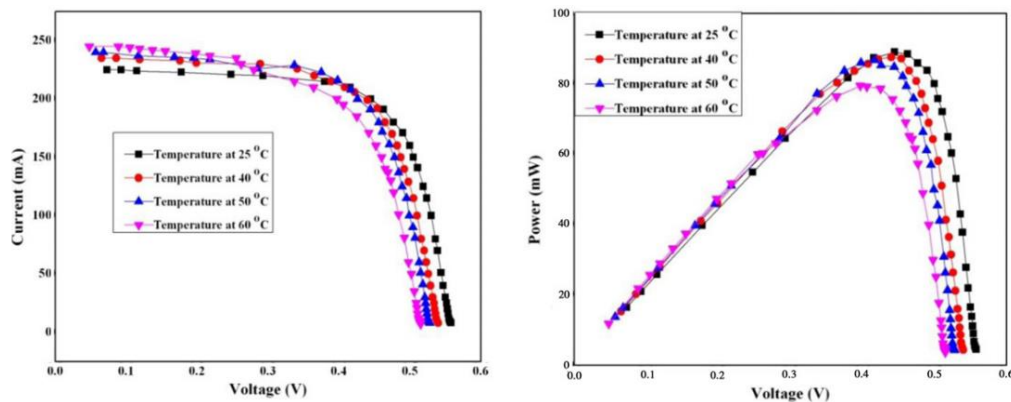 250
200
150
100
50
0
Current (mA)
Temperature at 25 °C
Temperature at 40 °C
Temperature at 50 °C
Temperature at 60 °C
0.0 0.1 0.2 0.3 0.4 0.5 0.6
Voltage (V)
100
80
60
40
20
0
Power (mW)
Temperature at 25 °C
Temperature at 40 °C
Temperature at 50 °C
Temperature at 60 °C
0.0 0.1 0.2 0.3 0.4 0.5 0.6
Voltage (V)